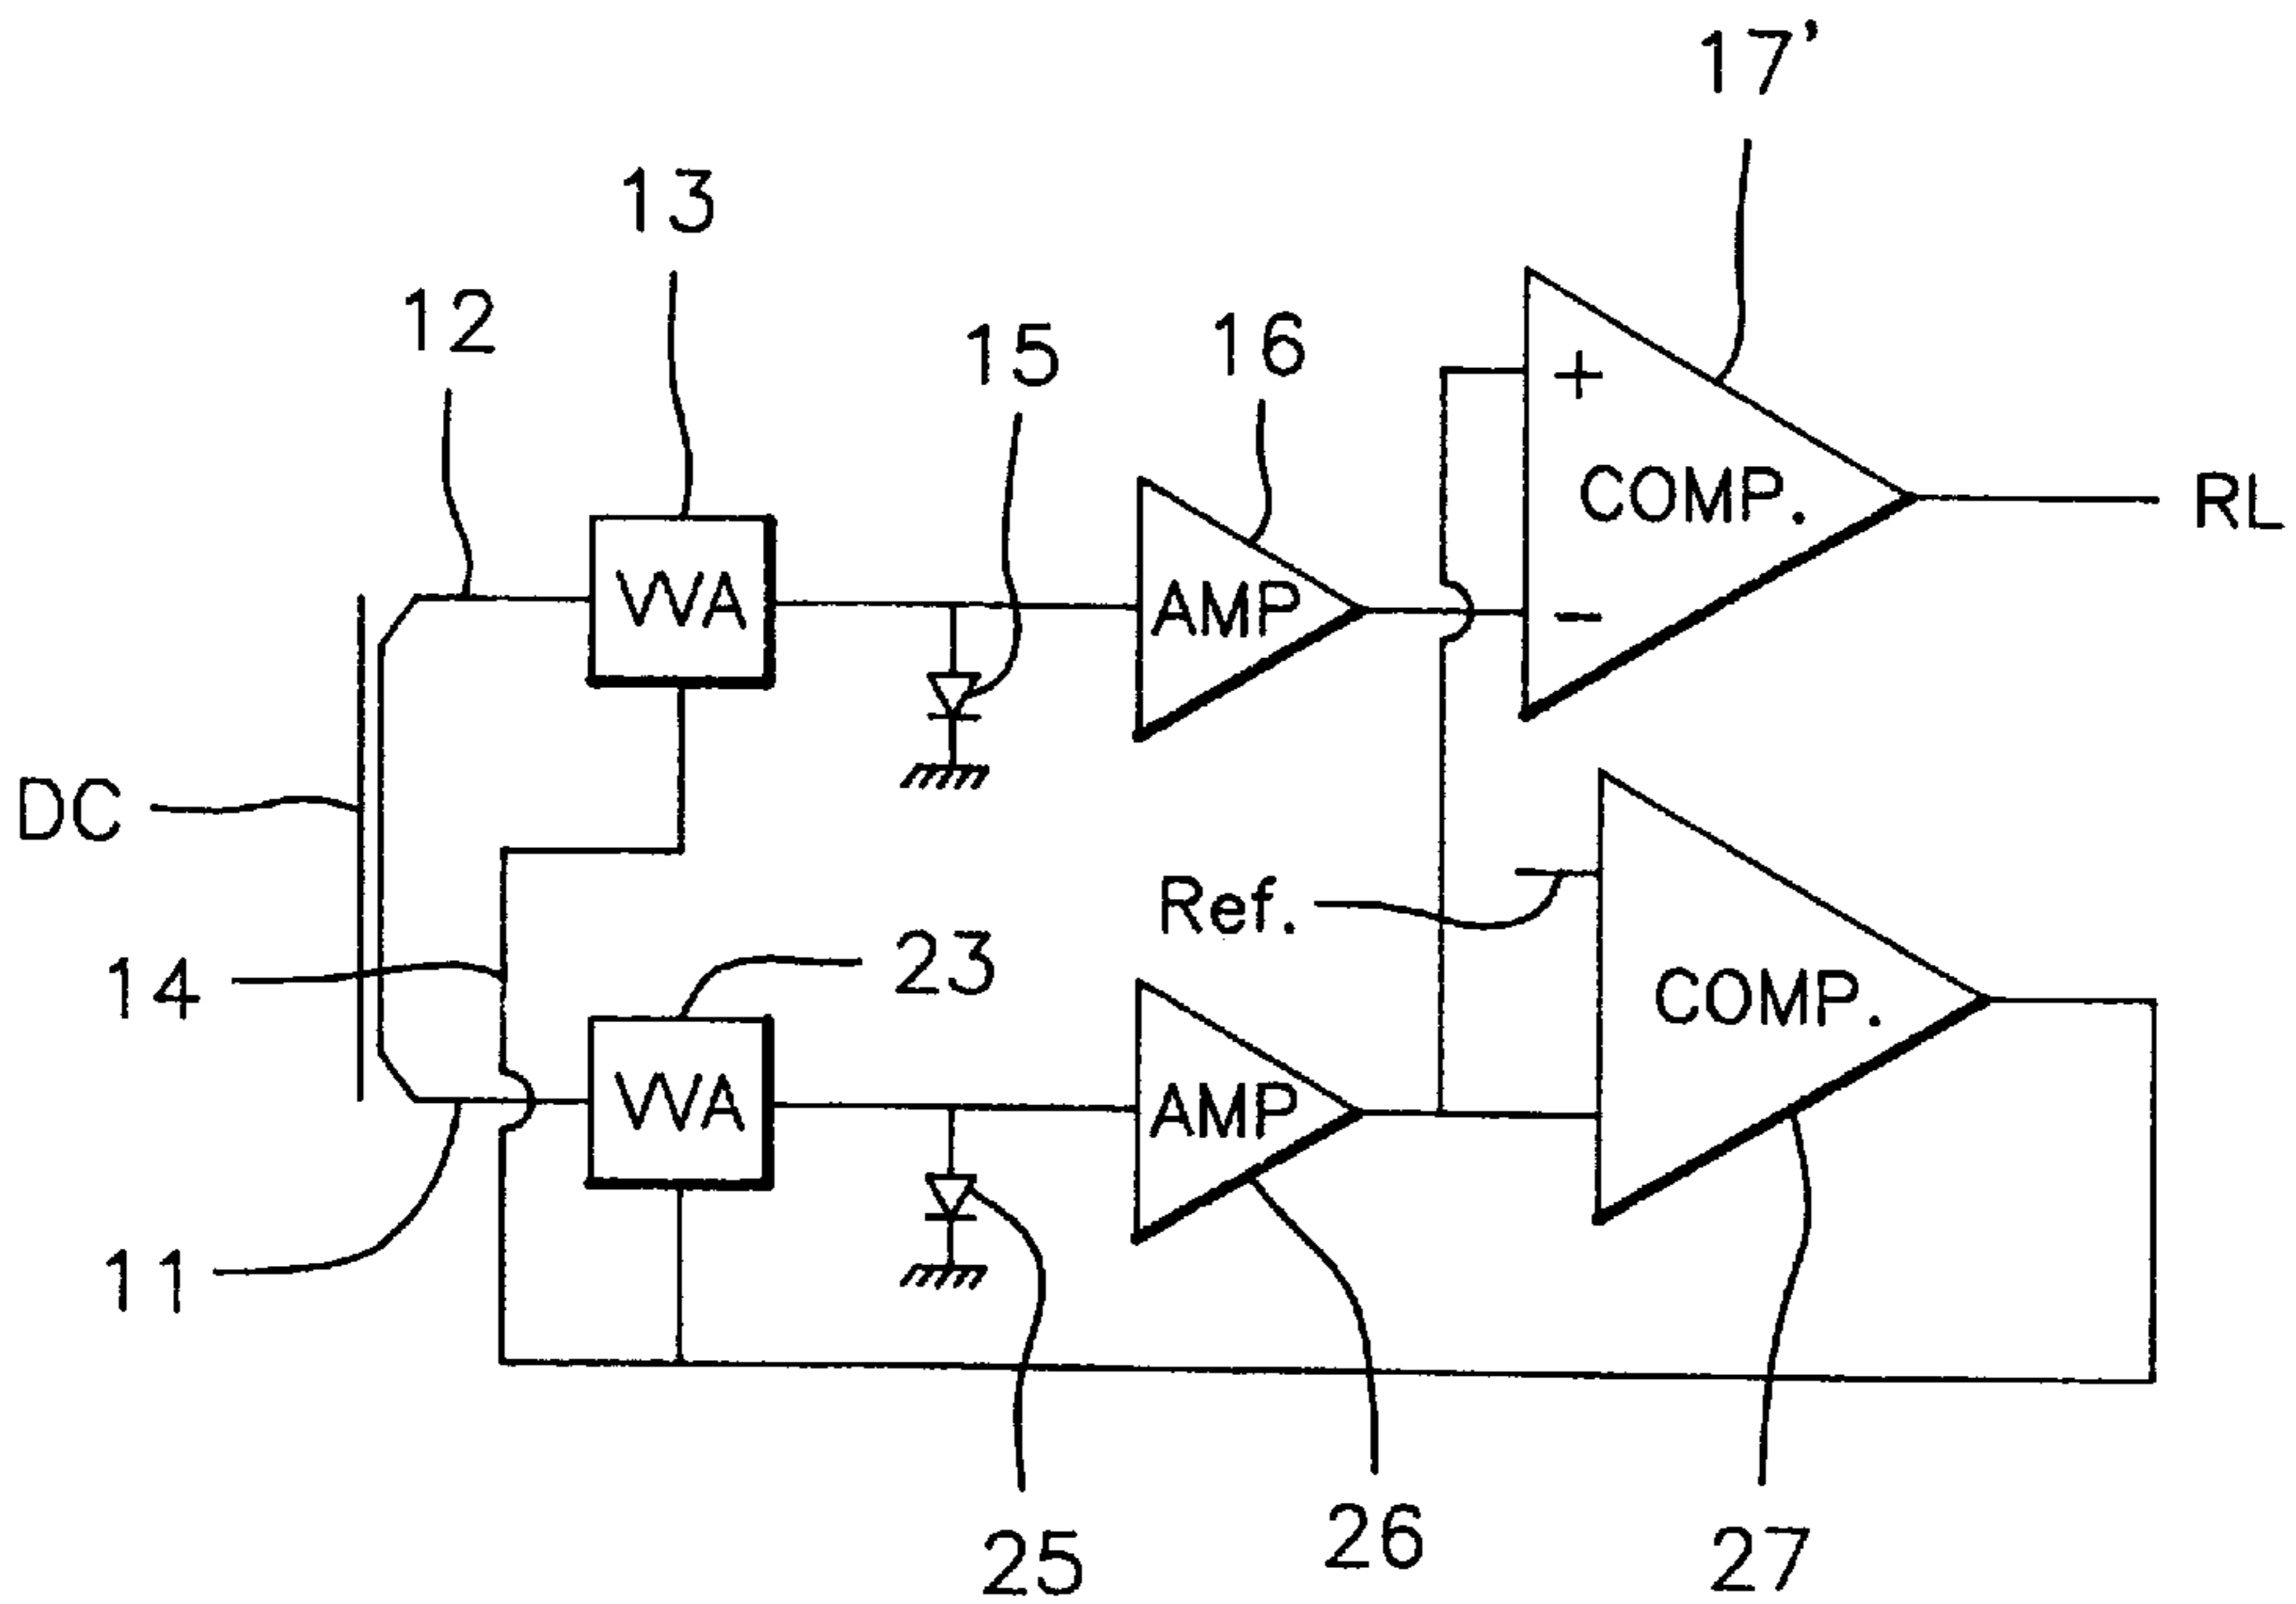 17'
13
12
15
16
+
COMP.
RL
VVA
AMP
-
DC
Ref.
14
23
COMP.
VVA
AMP
11
25
26
27